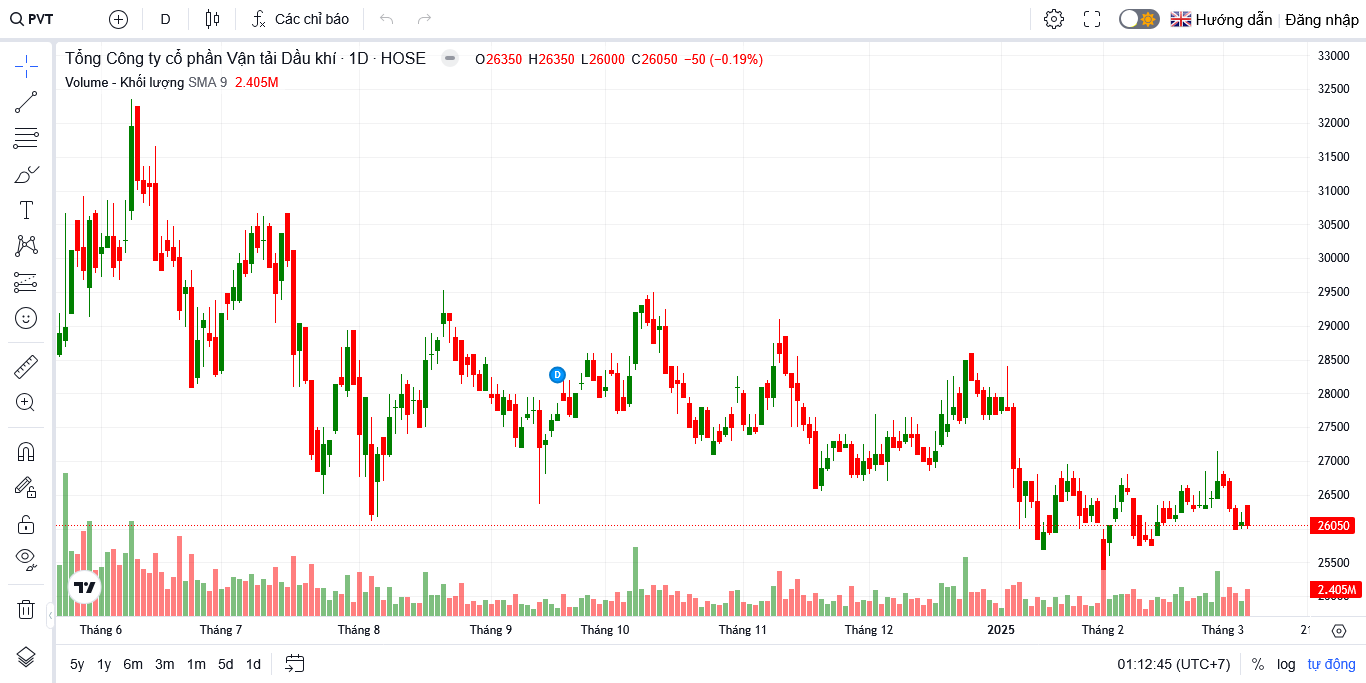 PVT D Các chỉ báo Hướng dẫn Đăng nhập
Tổng Công ty cổ phần Vận tải Dầu khí · 1D · HOSE O26350 H26350 L26000 C26050 −50 (−0.19%)
Volume - Khối lượng SMA 9 2.405M
33000
32500
32000
31500
31000
30500
30000
29500
29000
28500
28000
27500
27000
26500
26050
25500
2.405M
D
Tháng 6 Tháng 7 Tháng 8 Tháng 9 Tháng 10 Tháng 11 Tháng 12 2025 Tháng 2 Tháng 3 21
5y 1y 6m 3m 1m 5d 1d 01:12:45 (UTC+7) % log tự động